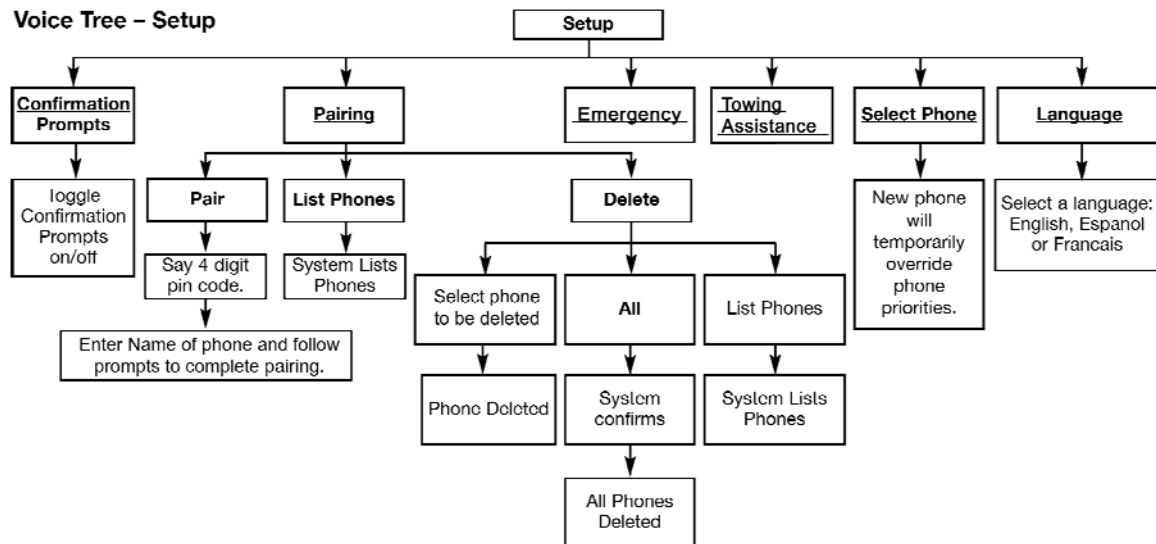 Voice Tree – Setup
Setup
Confirmation
Prompts
Pairing
Emergency
Towing
Assistance
Select Phone
Language
Ioggle
Confirmation
Prompts
on/off
Pair
List Phones
Delete
New phone
will
temporarily
override
phone
priorities.
Select a language:
English, Espanol
or Francais
Say 4 digit
pin code.
System Lists
Phones
Select phone
to be deleted
All
List Phones
Enter Name of phone and follow
prompts to complete pairing.
Phone Deleted
System
confirms
System Lists
Phones
All Phones
Deleted